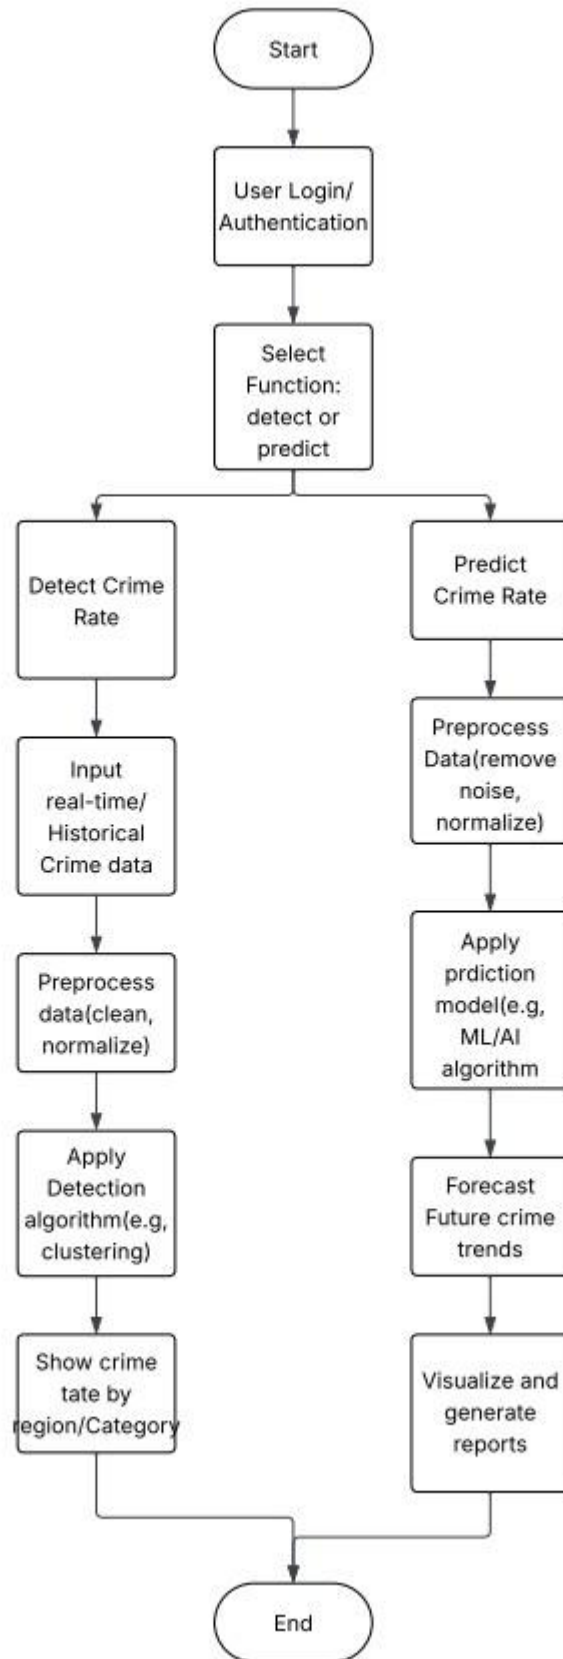 Start
User Login/
Authentication
Select
Function:
detect or
predict
Detect Crime
Rate
Input
real-time/
Historical
Crime data
Preprocess
data(clean,
normalize)
Apply
Detection
algorithm(e.g,
clustering)
Show crime
tate by
region/Category
Predict
Crime Rate
Preprocess
Data(remove
noise,
normalize)
Apply
prdiction
model(e.g,
ML/AI
algorithm
Forecast
Future crime
trends
Visualize and
generate
reports
End